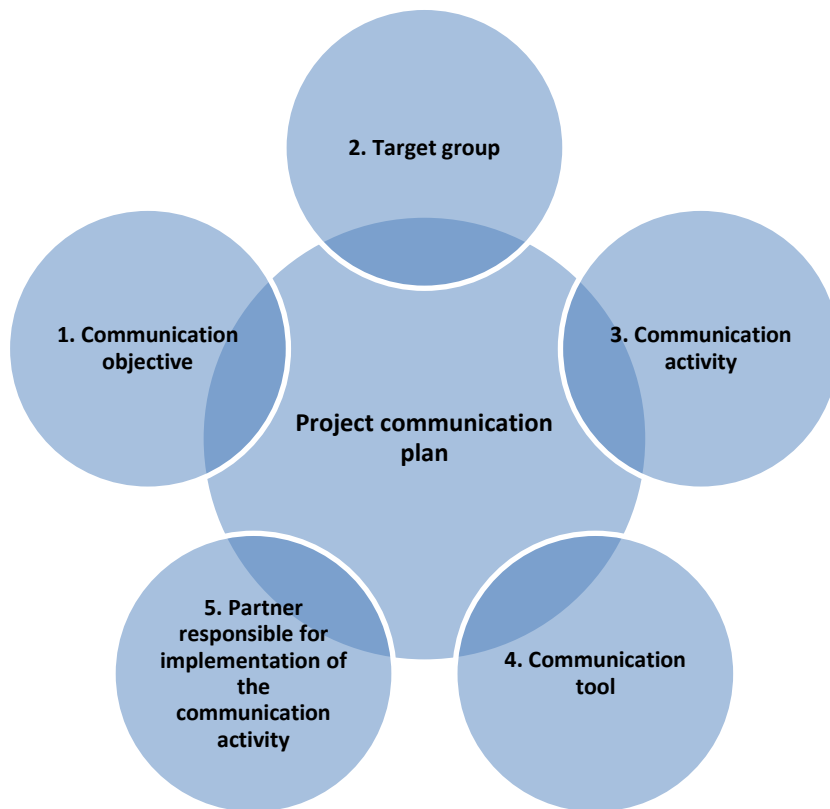 2. Target group
1. Communication
objective
3. Communication
activity
Project communication
plan
5. Partner
responsible for
implementation of
the
communication
activity
4. Communication
tool